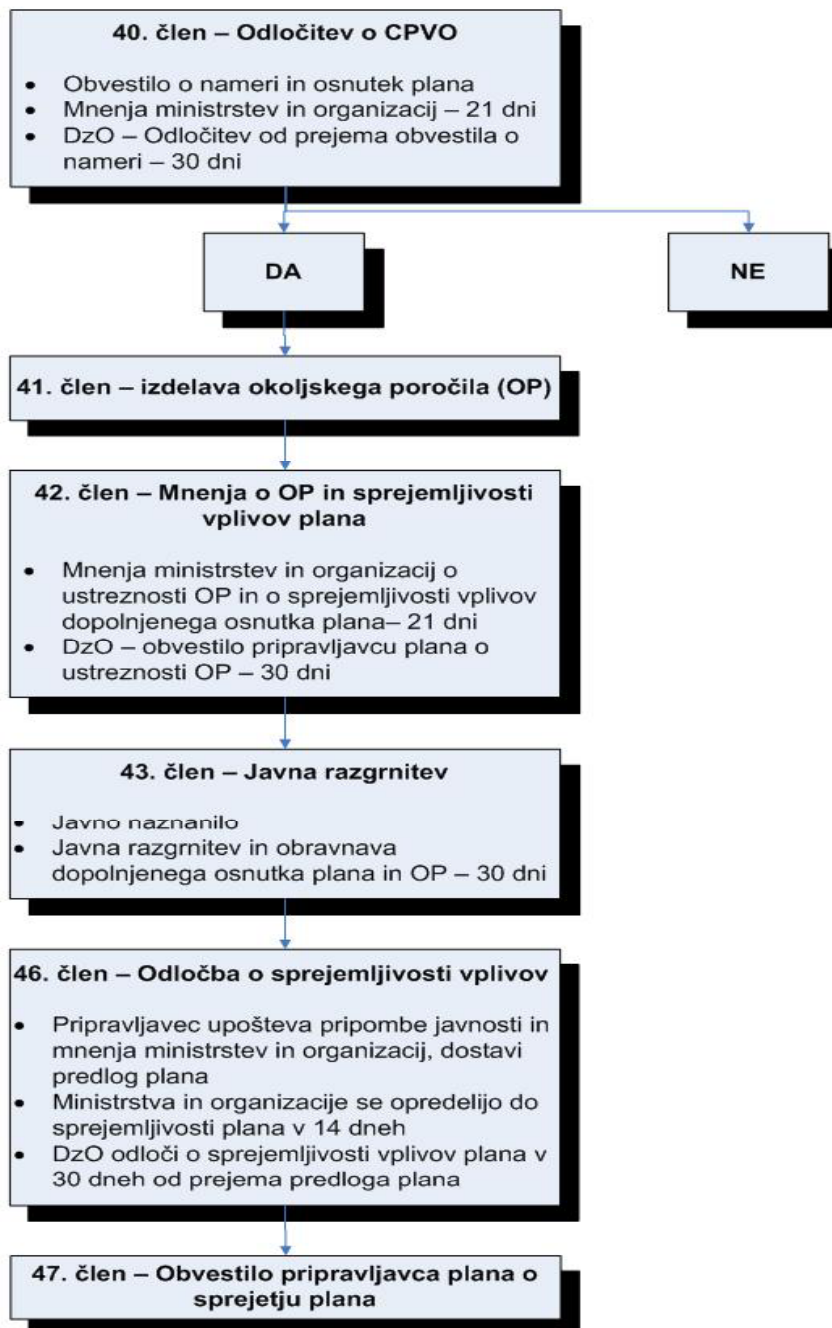 40. člen – Odločitev o CPVO
• Obvestilo o nameri in osnutek plana
• Mnenja ministrstev in organizacij – 21 dni
• DzO – Odločitev od prejema obvestila o
nameri – 30 dni
DA
NE
41. člen – izdelava okoljskega poročila (OP)
42. člen – Mnenja o OP in sprejemljivosti
vplivov plana
• Mnenja ministrstev in organizacij o
ustreznosti OP in o sprejemljivosti vplivov
dopolnjenega osnutka plana– 21 dni
• DzO – obvestilo pripravljavcu plana o
ustreznosti OP – 30 dni
43. člen – Javna razgrnitev
• Javno naznanilo
• Javna razgrnitev in obravnava
dopolnjenega osnutka plana in OP – 30 dni
46. člen – Odločba o sprejemljivosti vplivov
• Pripravljavec upošteva pripombe javnosti in
mnenja ministrstev in organizacij, dostavi
predlog plana
• Ministrstva in organizacije se opredelijo do
sprejemljivosti plana v 14 dneh
• DzO odloči o sprejemljivosti vplivov plana v
30 dneh od prejema predloga plana
47. člen – Obvestilo pripravljavca plana o
sprejetju plana